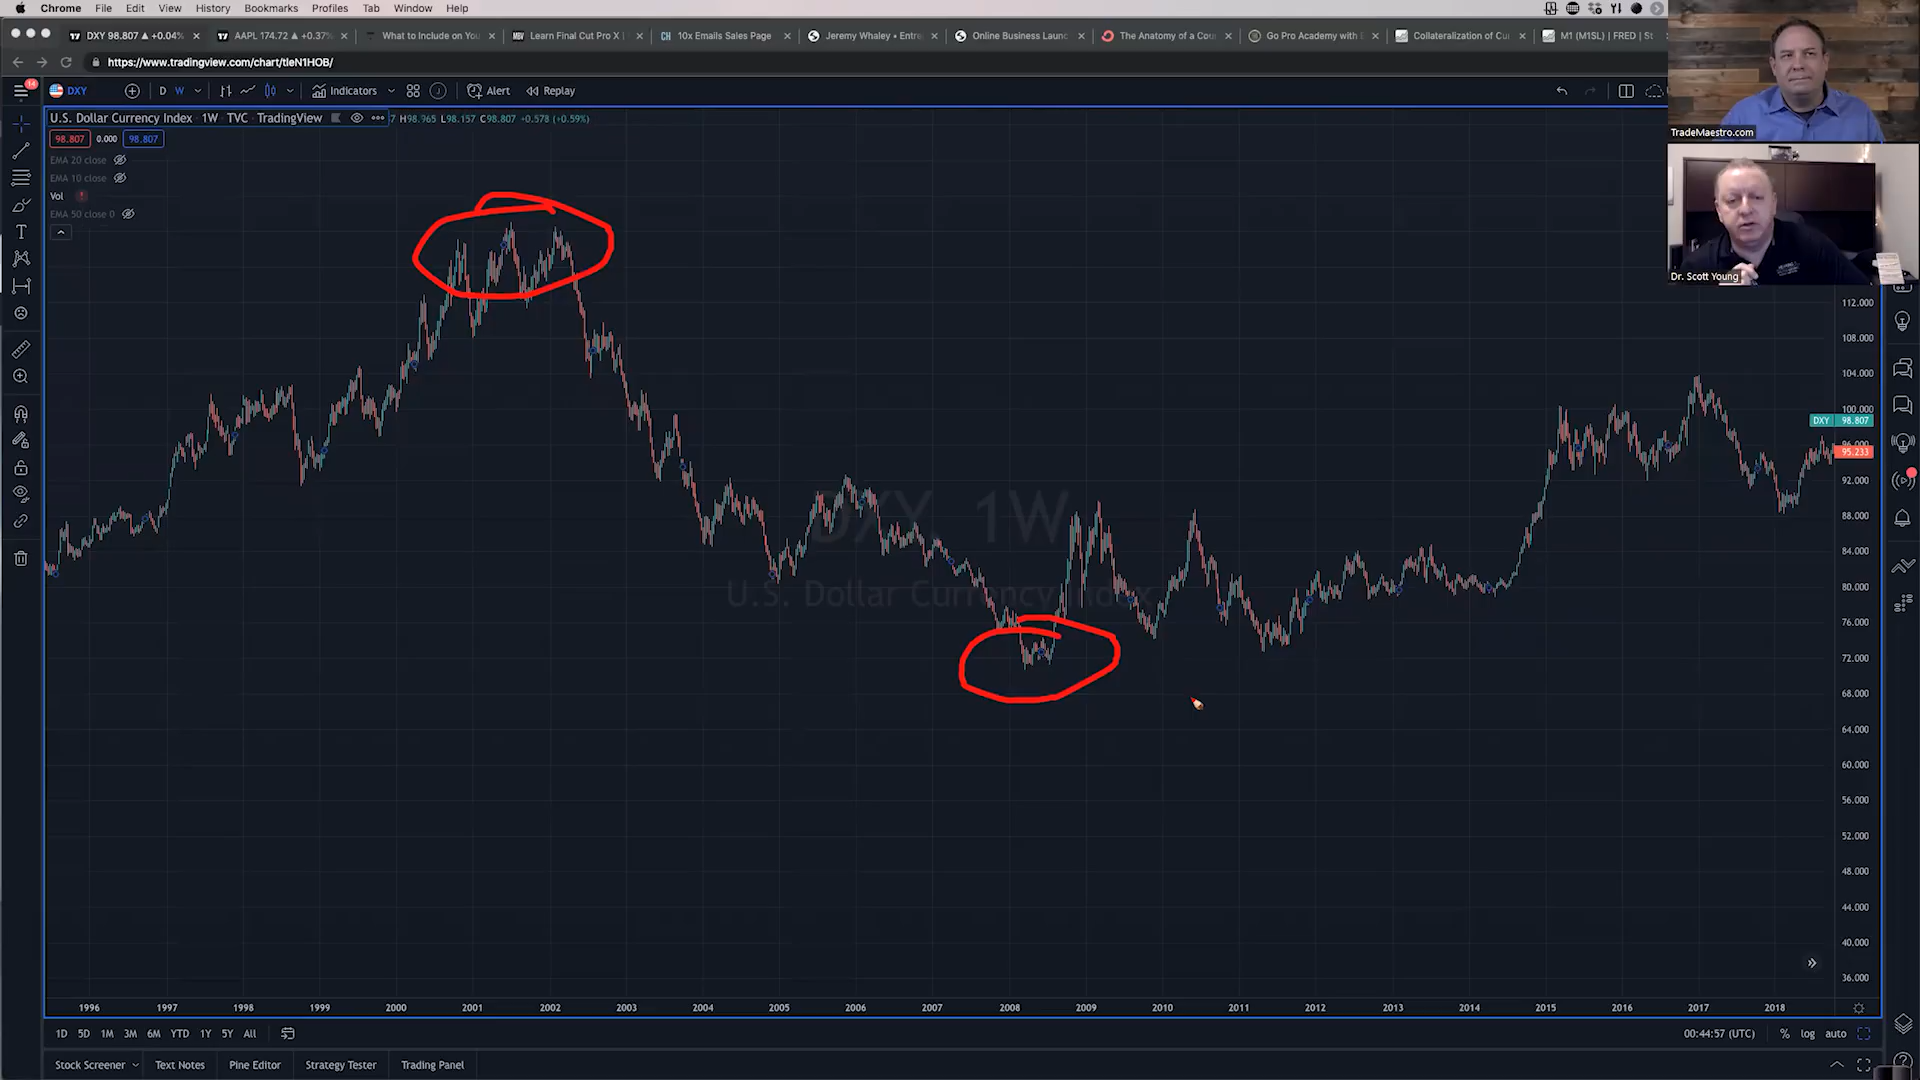 Chrome File Edit View History Bookmarks Profiles Tab Window Help
DXY 98.807 ▲ +0.04% AAPL 174.72 ▲ +0.37% What to Include on You Learn Final Cut Pro X | 10x Emails Sales Page Jeremy Whaley • Entre Online Business Launc The Anatomy of a Cou Go Pro Academy with E Collateralization of Cu M1 (M1SL) | FRED | St
https://www.tradingview.com/chart/tleN1HOB/
14
DXY D W Indicators Alert Replay
U.S. Dollar Currency Index · 1W · TVC · TradingView H98.965 L98.157 C98.807 +0.578 (+0.59%)
98.807 0.000 98.807
EMA 20 close
EMA 10 close
Vol
EMA 50 close 0
TradeMaestro.com
Dr. Scott Young
DXY, 1W
U.S. Dollar Currency Index
112.000
108.000
104.000
100.000
DXY 98.807
96.000
95.233
92.000
88.000
84.000
80.000
76.000
72.000
68.000
64.000
60.000
56.000
52.000
48.000
44.000
40.000
36.000
1996 1997 1998 1999 2000 2001 2002 2003 2004 2005 2006 2007 2008 2009 2010 2011 2012 2013 2014 2015 2016 2017 2018
1D 5D 1M 3M 6M YTD 1Y 5Y All 00:44:57 (UTC) % log auto
Stock Screener Text Notes Pine Editor Strategy Tester Trading Panel